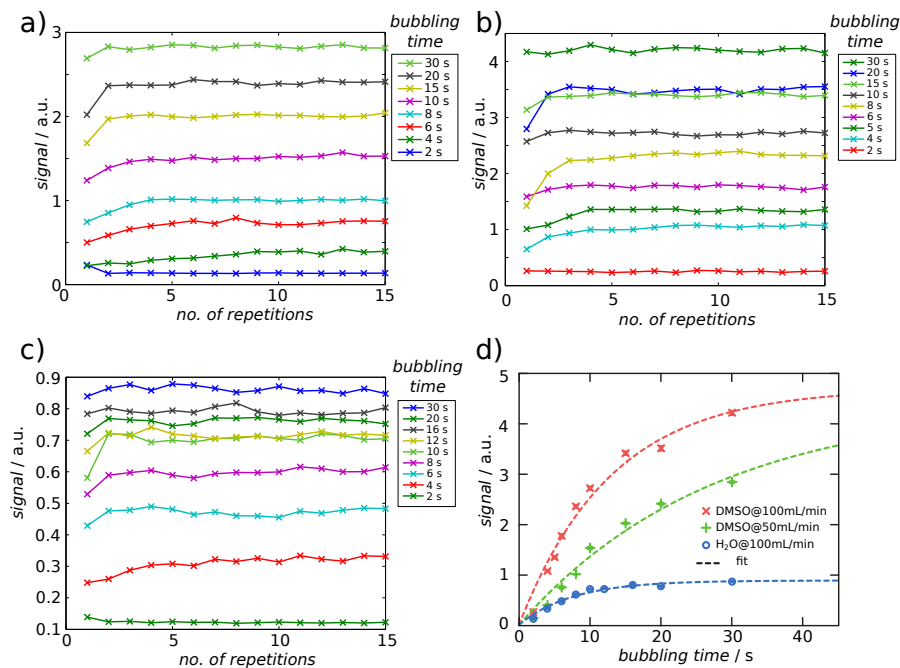 a)
bubbling
time
30 s
20 s
15 s
10 s
8 s
6 s
4 s
2 s
signal / a.u.
3
2
1
0
0
5
10
15
no. of repetitions
b)
bubbling
time
30 s
20 s
15 s
10 s
8 s
6 s
5 s
4 s
2 s
signal / a.u.
4
3
2
1
0
0
5
10
15
no. of repetitions
c)
bubbling
time
30 s
20 s
16 s
12 s
10 s
8 s
6 s
4 s
2 s
signal / a.u.
0.9
0.8
0.7
0.6
0.5
0.4
0.3
0.2
0.1
0
5
10
15
no. of repetitions
d)
signal / a.u.
5
4
3
2
1
0
DMSO@100mL/min
DMSO@50mL/min
H₂O@100mL/min
fit
0
10
20
30
40
bubbling time / s